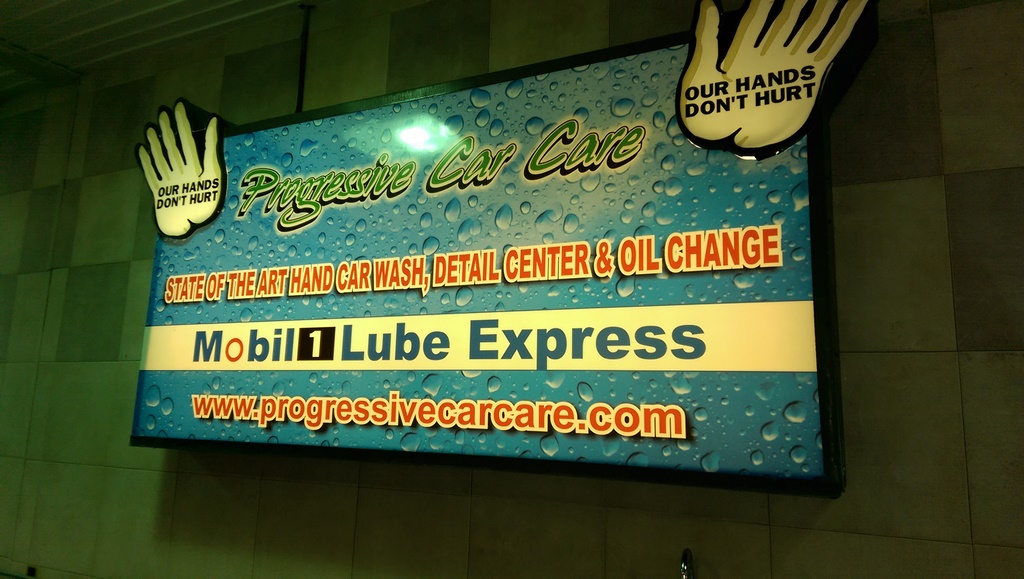 OUR HANDS
DON'T HURT
OUR HANDS
DON'T HURT
Progressive Car Care
STATE OF THE ART HAND CAR WASH, DETAIL CENTER & OIL CHANGE
Mobil 1 Lube Express
www.progressivecarcare.com